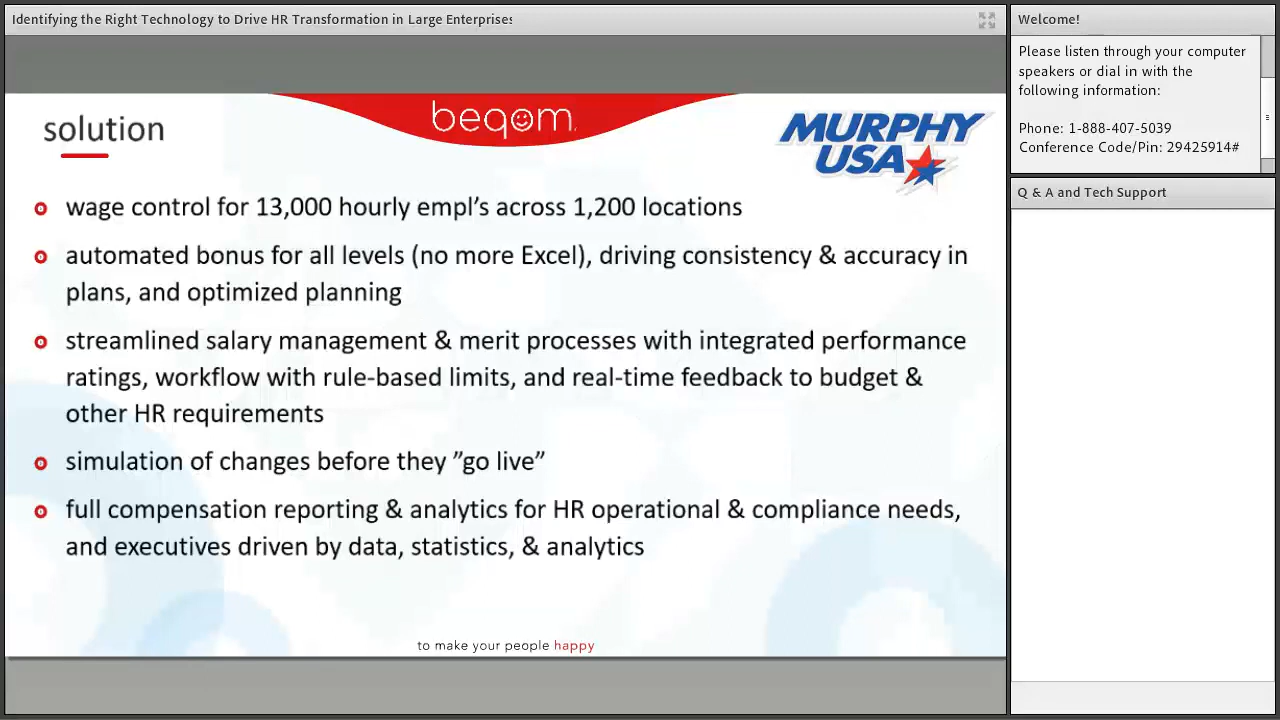 Identifying the Right Technology to Drive HR Transformation in Large Enterprises
solution
beqom
MURPHY
USA
o wage control for 13,000 hourly empl’s across 1,200 locations
o automated bonus for all levels (no more Excel), driving consistency & accuracy in
plans, and optimized planning
o streamlined salary management & merit processes with integrated performance
ratings, workflow with rule-based limits, and real-time feedback to budget &
other HR requirements
o simulation of changes before they ”go live”
o full compensation reporting & analytics for HR operational & compliance needs,
and executives driven by data, statistics, & analytics
to make your people happy
Welcome!
Please listen through your computer
speakers or dial in with the
following information:
Phone: 1-888-407-5039
Conference Code/Pin: 29425914#
Q & A and Tech Support